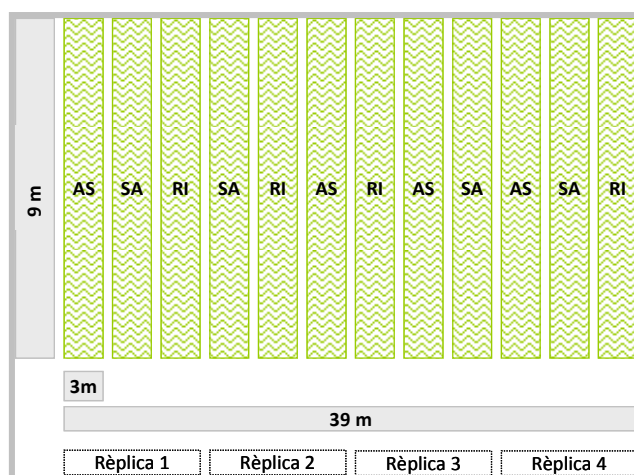 9 m
AS SA RI SA RI AS RI AS SA AS SA RI
3m
39 m
Rèplica 1 Rèplica 2 Rèplica 3 Rèplica 4